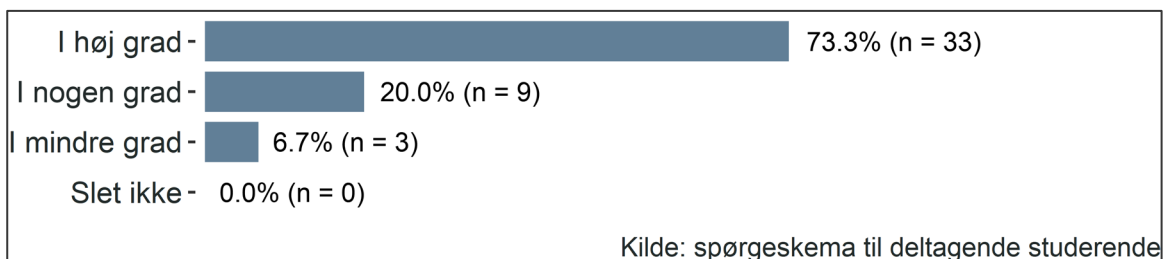 I høj grad 73.3% (n = 33)
I nogen grad 20.0% (n = 9)
I mindre grad 6.7% (n = 3)
Slet ikke 0.0% (n = 0)
Kilde: spørgeskema til deltagende studerende